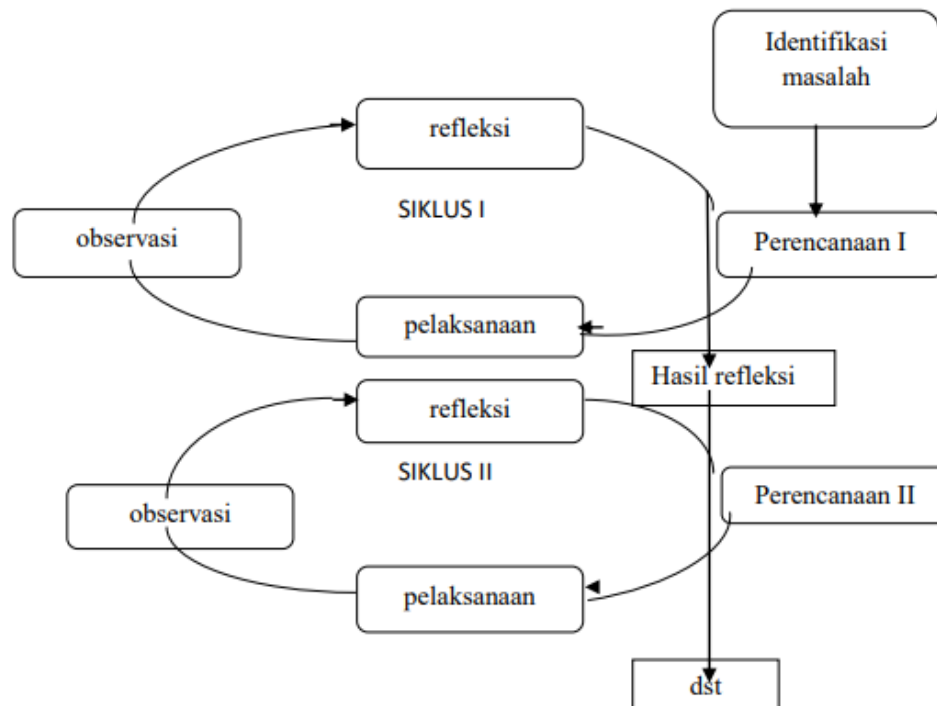 Identifikasi
masalah
refleksi
SIKLUS I
observasi
Perencanaan I
pelaksanaan
Hasil refleksi
refleksi
SIKLUS II
observasi
Perencanaan II
pelaksanaan
dst